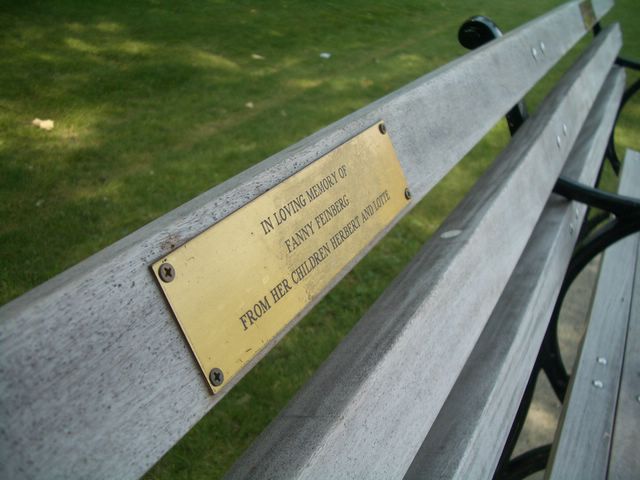 IN LOVING MEMORY OF
FANNY FEINBERG
FROM HER CHILDREN HERBERT AND LOTTE